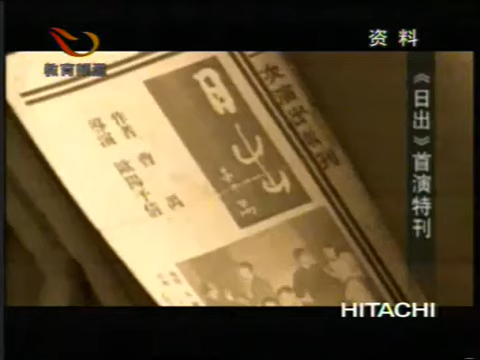 教育频道
资料
《日出》首演特刊
日出
作者 曹禺
导演 欧阳予倩
HITACHI